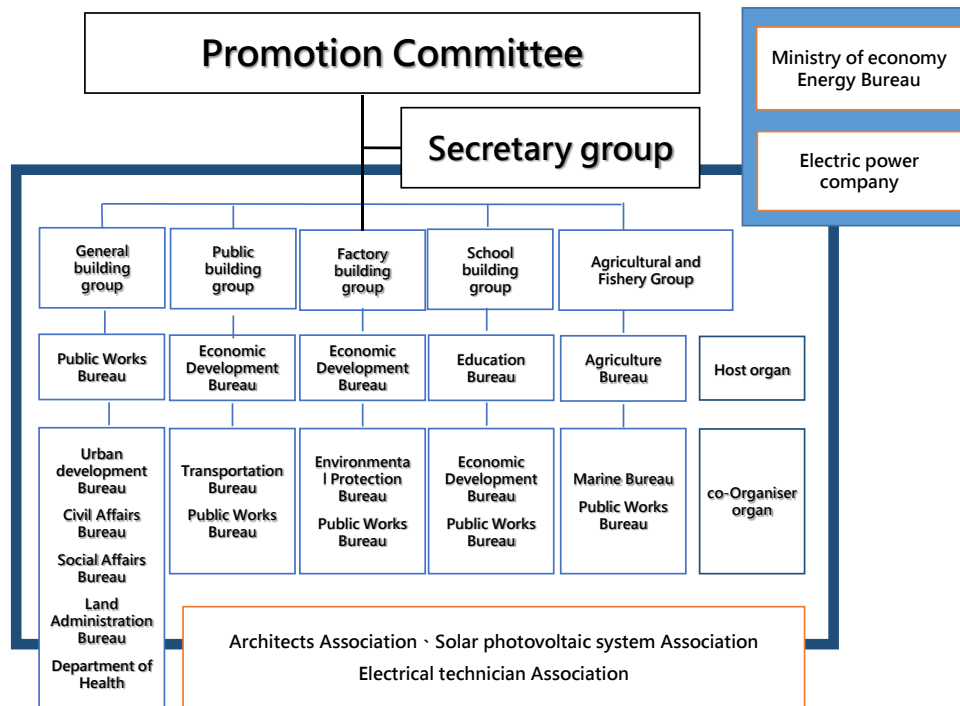 Promotion Committee
Ministry of economy
Energy Bureau
Secretary group
Electric power
company
General
building
group
Public
building
group
Factory
building
group
School
building
group
Agricultural and
Fishery Group
Public Works
Bureau
Economic
Development
Bureau
Economic
Development
Bureau
Education
Bureau
Agriculture
Bureau
Host organ
Urban
development
Bureau
Civil Affairs
Bureau
Social Affairs
Bureau
Land
Administration
Bureau
Department of
Health
Transportation
Bureau
Public Works
Bureau
Environmenta
l Protection
Bureau
Public Works
Bureau
Economic
Development
Bureau
Public Works
Bureau
Marine Bureau
Public Works
Bureau
co-Organiser
organ
Architects Association、Solar photovoltaic system Association
Electrical technician Association